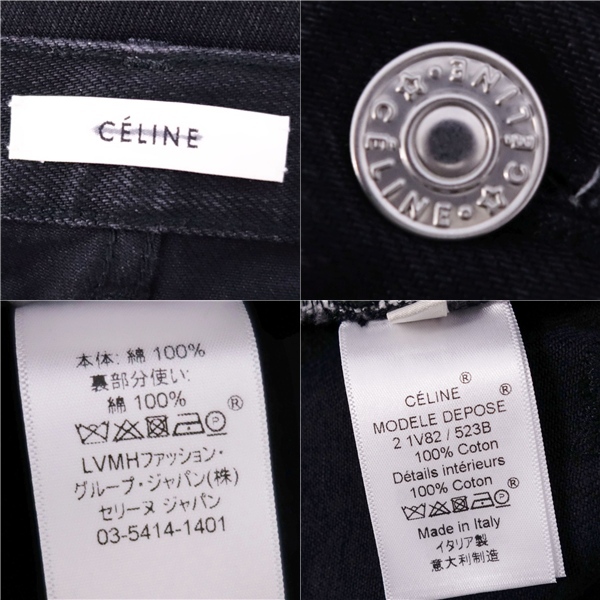 CÉLINE
CÉLINE CÉLINE
本体: 綿 100%
裏部分使い:
綿 100%
®
LVMHファッション・
グループ・ジャパン(株)
セリーヌ ジャパン
03-5414-1401
CÉLINE®
MODELE DEPOSE®
2 1V82 / 523B
100% Coton
Détails intérieurs
100% Coton
®
Made in Italy
イタリア製
意大利制造